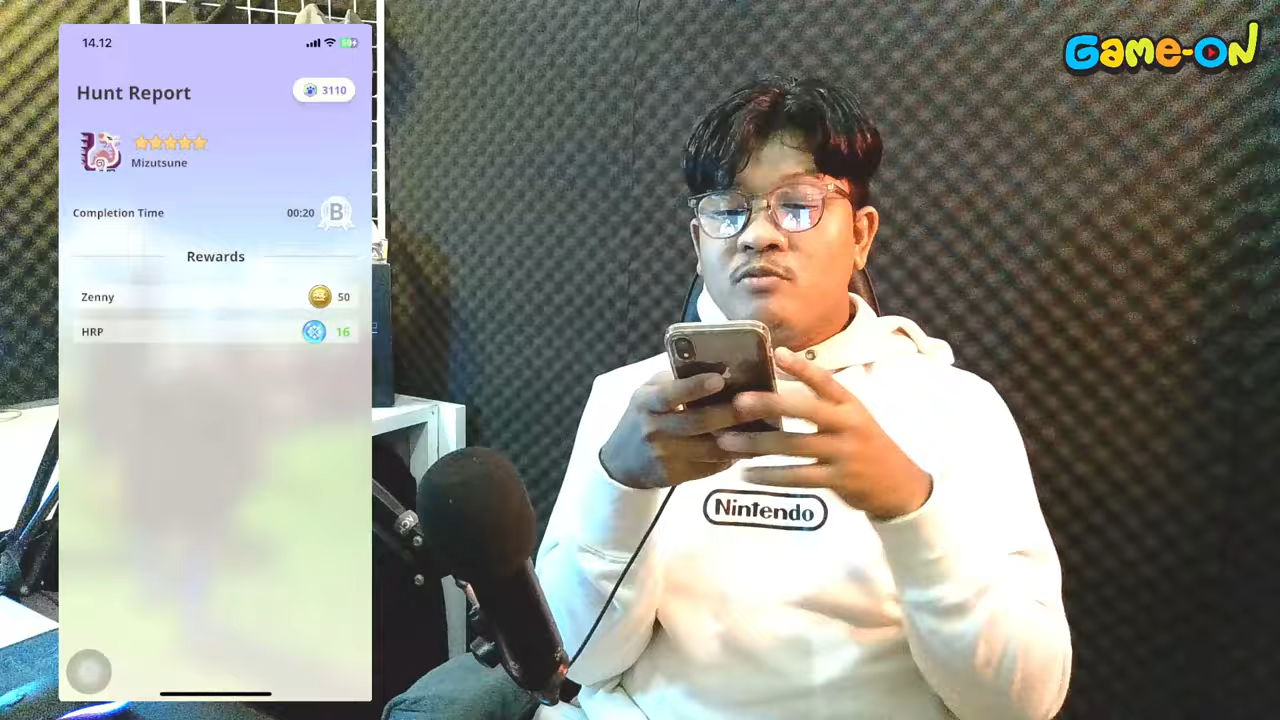 14.12
Hunt Report
3110
Mizutsune
Completion Time 00:20 B
Rewards
Zenny 50
HRP 16
GAME-ON
Nintendo